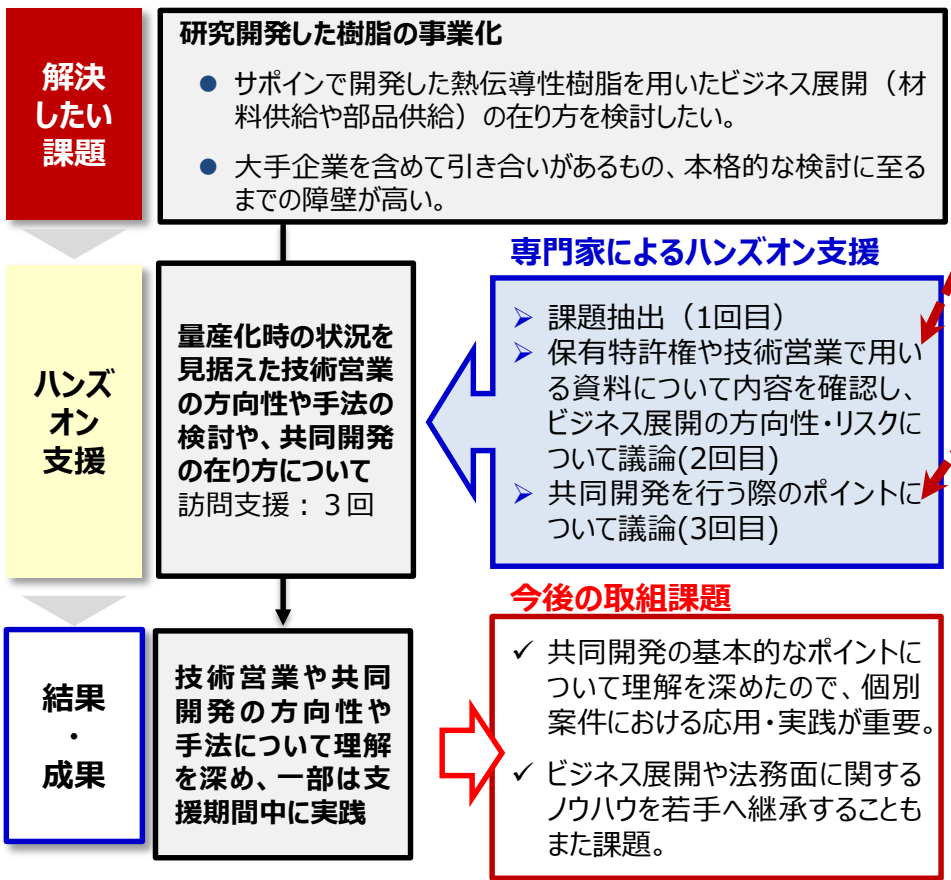 解決
したい
課題
研究開発した樹脂の事業化
● サポインで開発した熱伝導性樹脂を用いたビジネス展開（材
料供給や部品供給）の在り方を検討したい。
● 大手企業を含めて引き合いがあるもの、本格的な検討に至る
までの障壁が高い。
ハンズ
オン
支援
量産化時の状況を
見据えた技術営業
の方向性や手法の
検討や、共同開発
の在り方について
訪問支援：３回
専門家によるハンズオン支援
➢ 課題抽出（1回目）
➢ 保有特許権や技術営業で用い
る資料について内容を確認し、
ビジネス展開の方向性・リスクに
ついて議論(2回目)
➢ 共同開発を行う際のポイントに
ついて議論(3回目)
結果
・
成果
技術営業や共同
開発の方向性や
手法について理解
を深め、一部は支
援期間中に実践
今後の取組課題
✓ 共同開発の基本的なポイントに
ついて理解を深めたので、個別
案件における応用・実践が重要。
✓ ビジネス展開や法務面に関する
ノウハウを若手へ継承することも
また課題。